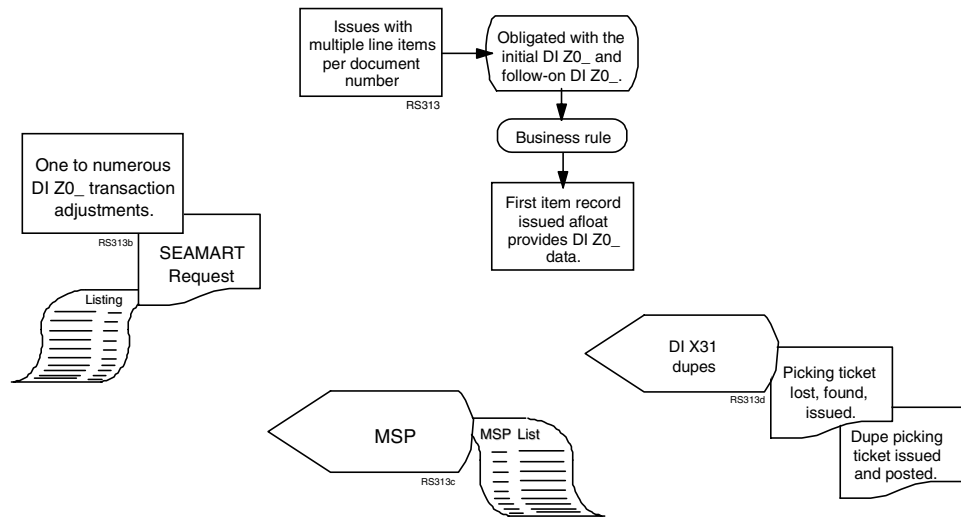 Issues with
multiple line items
per document
number
RS313
Obligated with the
initial DI Z0_ and
follow-on DI Z0_.
Business rule
First item record
issued afloat
provides DI Z0_
data.
One to numerous
DI Z0_ transaction
adjustments.
RS313b
SEAMART
Request
Listing
DI X31
dupes
RS313d
Picking ticket
lost, found,
issued.
Dupe picking
ticket issued
and posted.
MSP
RS313c
MSP List